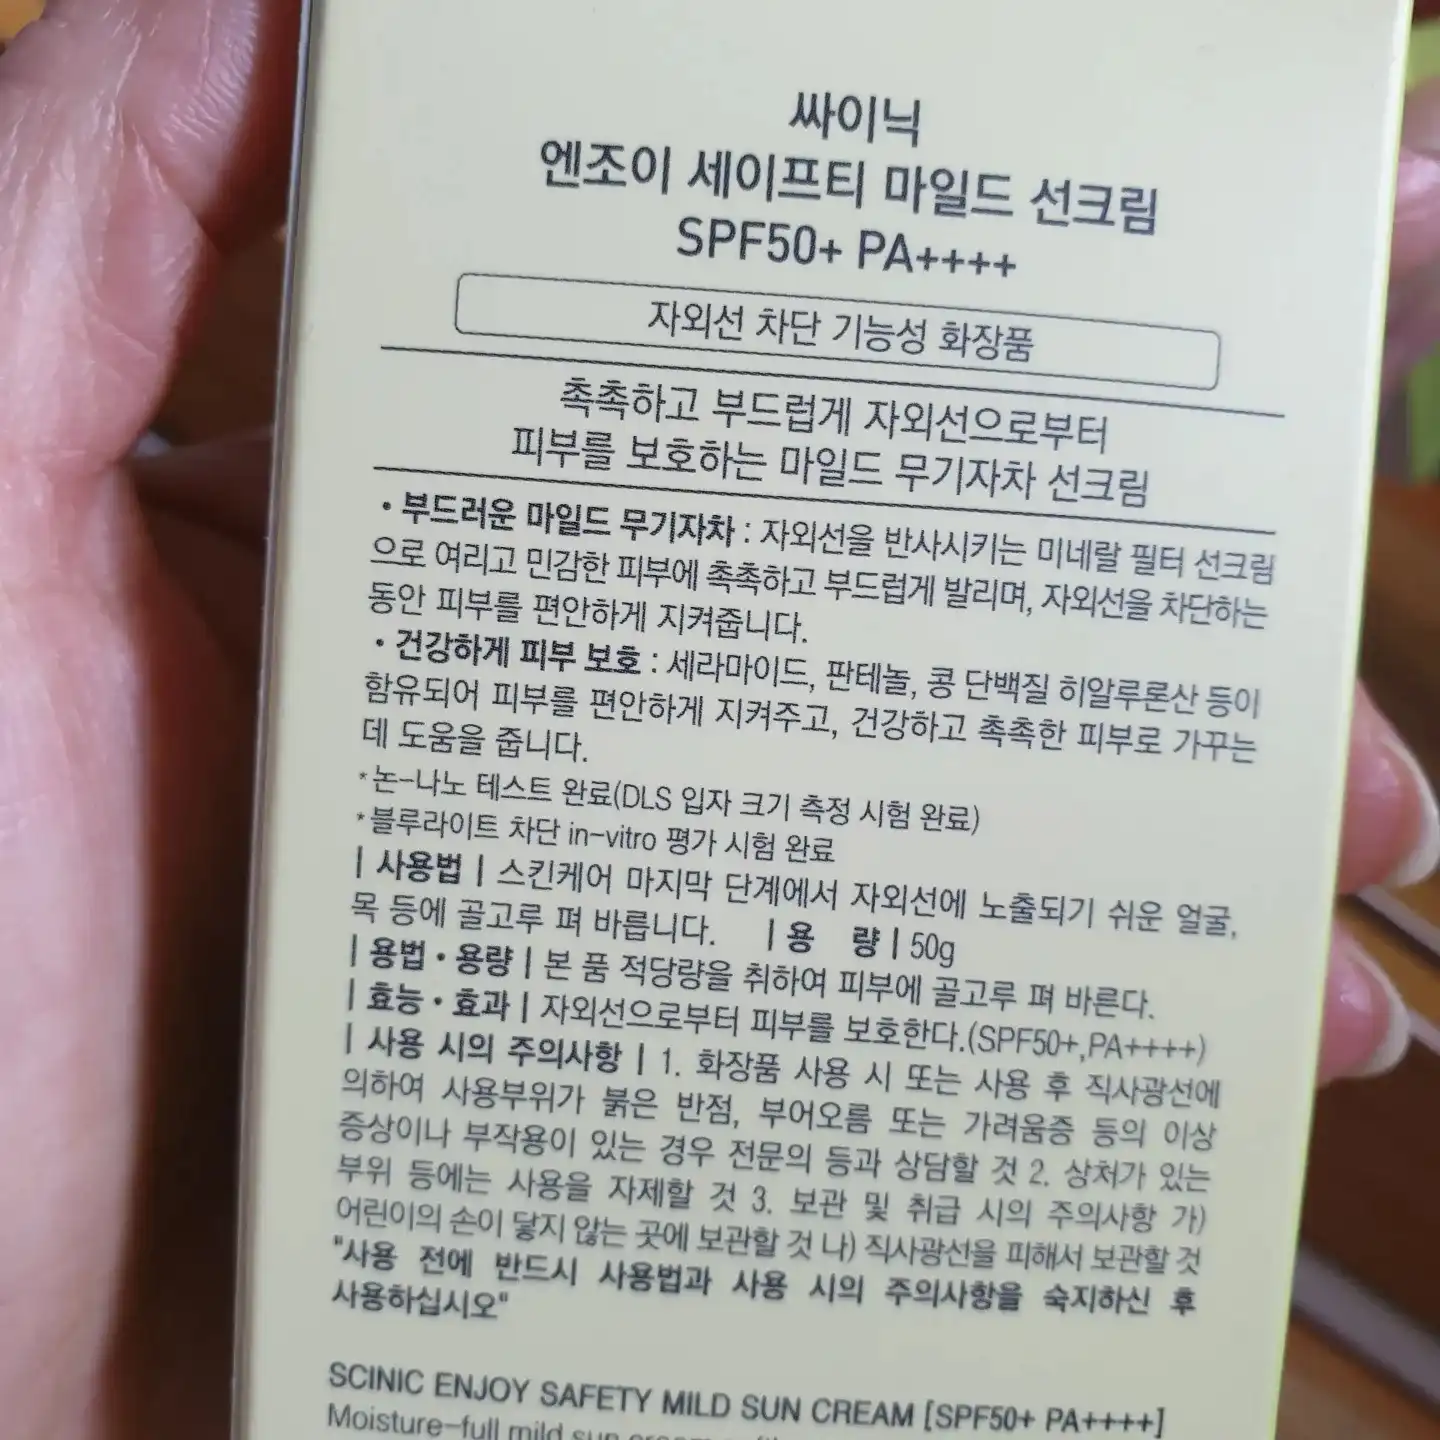 싸이닉
엔조이 세이프티 마일드 선크림
SPF50+ PA++++
자외선 차단 기능성 화장품
촉촉하고 부드럽게 자외선으로부터
피부를 보호하는 마일드 무기자차 선크림
• 부드러운 마일드 무기자차 : 자외선을 반사시키는 미네랄 필터 선크림
으로 여리고 민감한 피부에 촉촉하고 부드럽게 발리며, 자외선을 차단하는
동안 피부를 편안하게 지켜줍니다.
• 건강하게 피부 보호 : 세라마이드, 판테놀, 콩 단백질 히알루론산 등이
함유되어 피부를 편안하게 지켜주고, 건강하고 촉촉한 피부로 가꾸는
데 도움을 줍니다.
*논-나노 테스트 완료(DLS 입자 크기 측정 시험 완료)
*블루라이트 차단 in-vitro 평가 시험 완료
| 사용법 | 스킨케어 마지막 단계에서 자외선에 노출되기 쉬운 얼굴,
목 등에 골고루 펴 바릅니다. | 용 량 | 50g
| 용법 • 용량 | 본 품 적당량을 취하여 피부에 골고루 펴 바른다.
| 효능 • 효과 | 자외선으로부터 피부를 보호한다.(SPF50+,PA++++)
| 사용 시의 주의사항 | 1. 화장품 사용 시 또는 사용 후 직사광선에
의하여 사용부위가 붉은 반점, 부어오름 또는 가려움증 등의 이상
증상이나 부작용이 있는 경우 전문의 등과 상담할 것 2. 상처가 있는
부위 등에는 사용을 자제할 것 3. 보관 및 취급 시의 주의사항 가)
어린이의 손이 닿지 않는 곳에 보관할 것 나) 직사광선을 피해서 보관할 것
"사용 전에 반드시 사용법과 사용 시의 주의사항을 숙지하신 후
사용하십시오"
SCINIC ENJOY SAFETY MILD SUN CREAM [SPF50+ PA++++]
Moisture-full mild sun cream